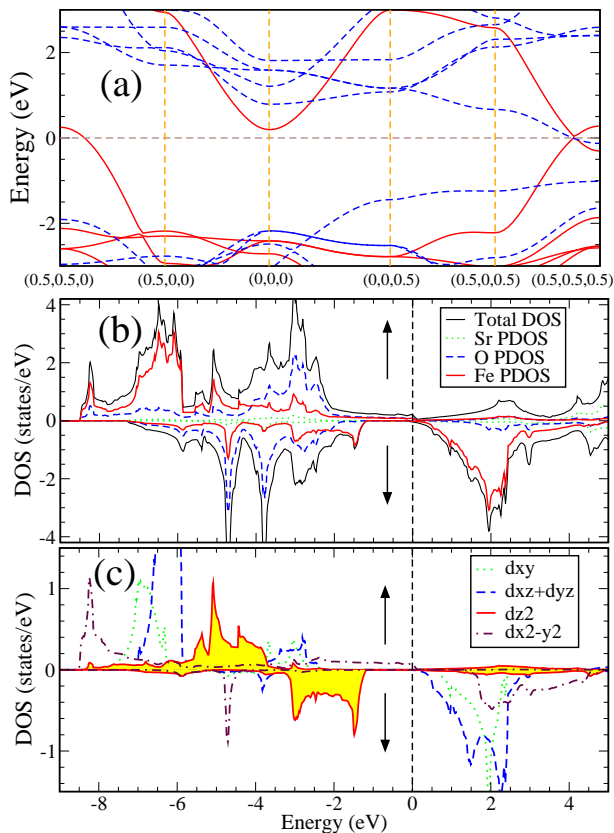 2
0
-2
Energy (eV)
(a)
(0.5,0.5,0)
(0.5,0,0)
(0,0,0)
(0,0,0.5)
(0.5,0,0.5)
(0.5,0.5,0.5)
4
2
0
-2
-4
DOS (states/eV)
(b)
Total DOS
Sr PDOS
O PDOS
Fe PDOS
1
0
-1
DOS (states/eV)
(c)
dxy
dxz+dyz
dz2
dx2-y2
-8
-6
-4
-2
0
2
4
Energy (eV)